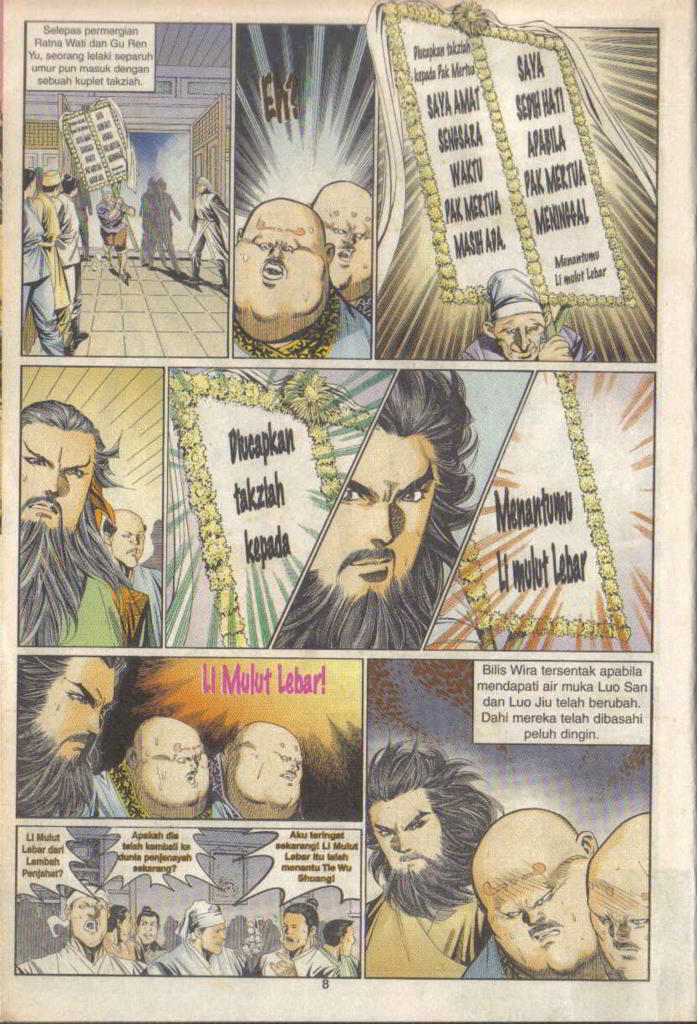 Selepas permergian
Ratna Wati dan Gu Ren
Yu, seorang lelaki separuh
umur pun masuk dengan
sebuah kuplet takziah.
Eh?
Diucapkan takziah
kepada Pak Mertua
SAYA AMAT
SENGSARA
WAKTU
PAK MERTUA
MASIH ADA.
SAYA
SEDIH HATI
APABILA
PAK MERTUA
MENINGGAL
Menantumu
Li mulut Lebar
Diucapkan
takziah
kepada
Menantumu
Li mulut Lebar
Li Mulut Lebar!
Li Mulut
Lebar dari
Lembah
Penjahat?
Apakah dia
telah kembali ke
dunia penjenayah
sekarang?
Aku teringat
sekarang! Li Mulut
Lebar itu ialah
menantu Tie Wu
Shuang!
Bilis Wira tersentak apabila
mendapati air muka Luo San
dan Luo Jiu telah berubah.
Dahi mereka telah dibasahi
peluh dingin.
8